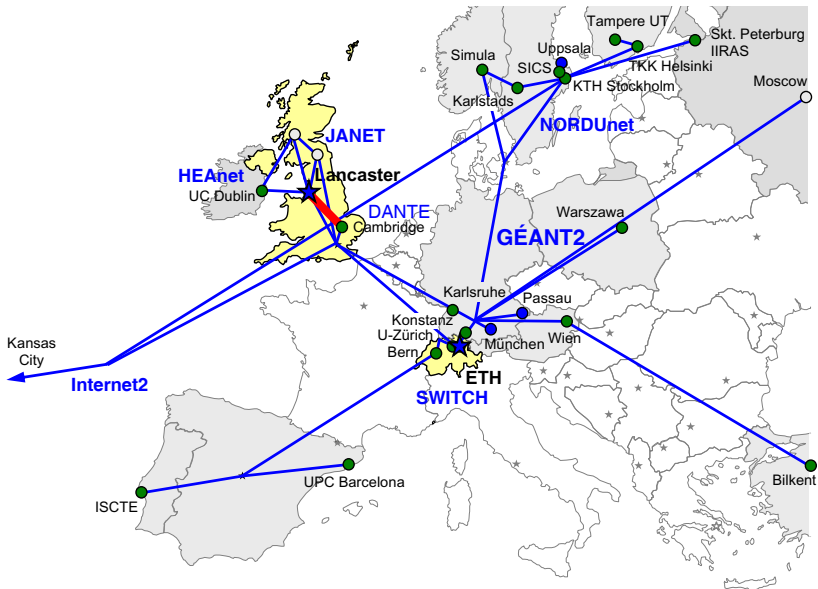 Tampere UT
Skt. Peterburg
IIRAS
Uppsala
Simula
SICS
TKK Helsinki
Moscow
KTH Stockholm
Karlstads
NORDUnet
JANET
HEAnet
Lancaster
UC Dublin
DANTE
Cambridge
Warszawa
GÉANT2
Karlsruhe
Passau
Konstanz
U-Zürich
München
Wien
Bern
Kansas
City
ETH
Internet2
SWITCH
UPC Barcelona
Bilkent
ISCTE